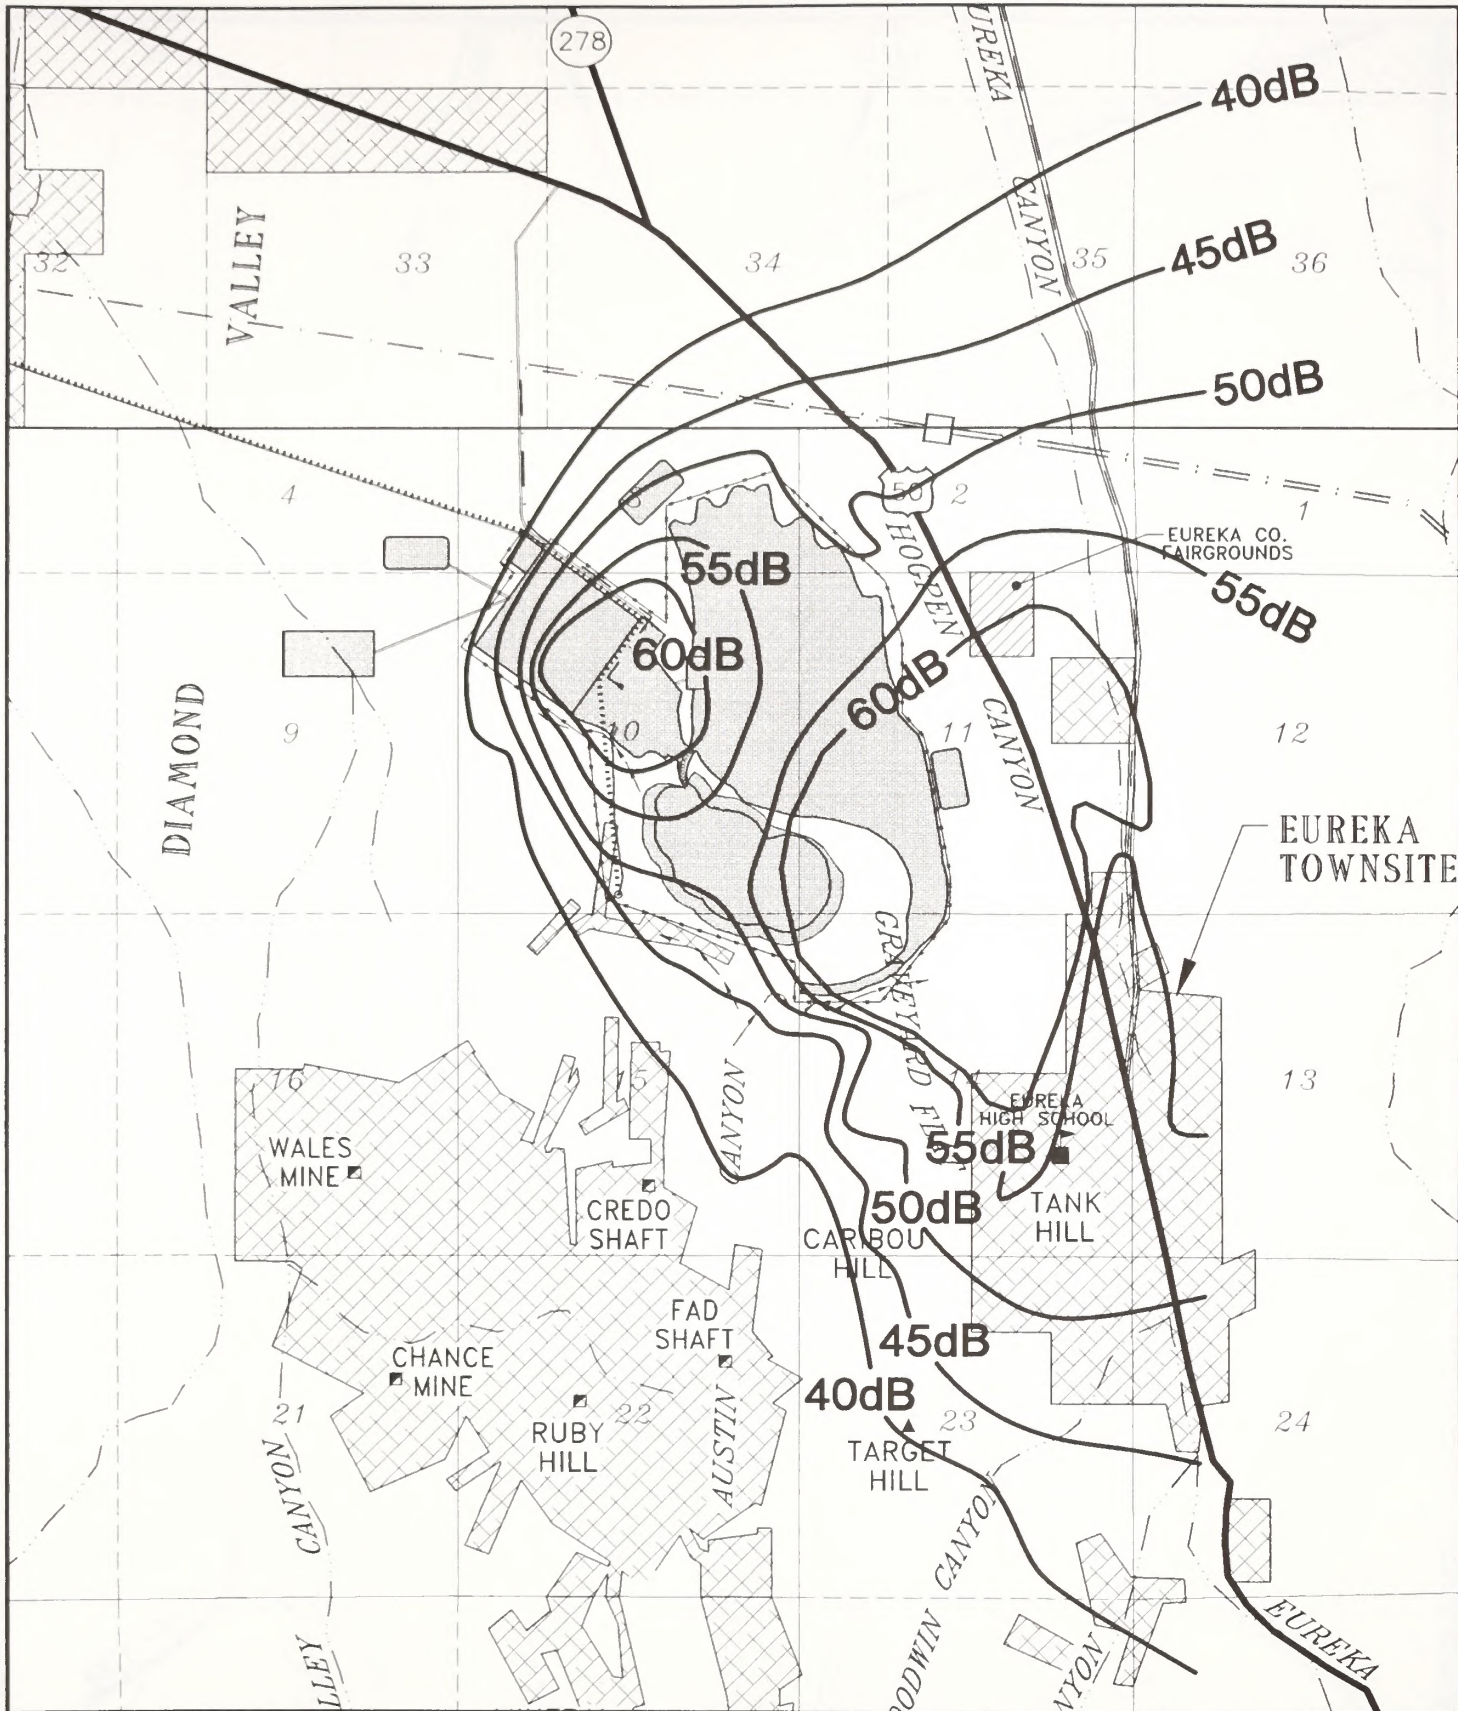 278
EUREKA
CANYON
CANYON
40dB
45dB
50dB
32
33
34
35
36
VALLEY
4
50
2
1
EUREKA CO.
FAIRGROUNDS
HOGPEN
CANYON
55dB
55dB
60dB
60dB
DIAMOND
9
10
11
12
EUREKA
TOWNSITE
GRAVEYARD
16
15
13
EUREKA
HIGH SCHOOL
WALES
MINE
CANYON
55dB
50dB
CREDO
SHAFT
TANK
HILL
CARIBOU
HILL
FAD
SHAFT
45dB
40dB
CHANCE
MINE
21
RUBY
HILL
22
AUSTIN
23
24
TARGET
HILL
CANYON
CANYON
EUREKA